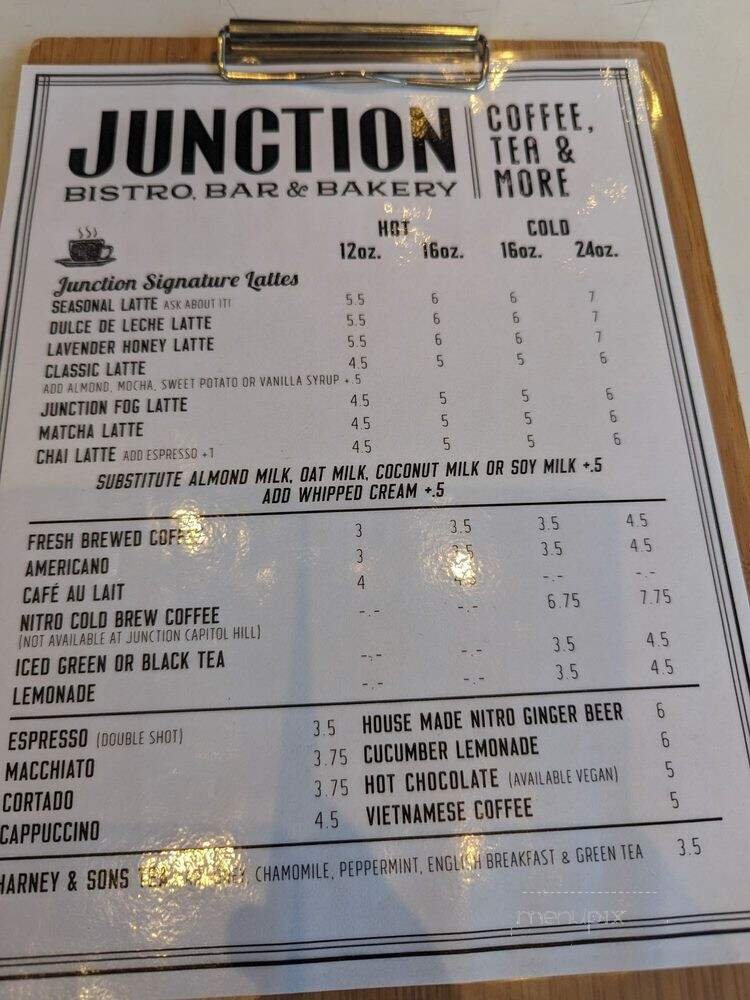 JUNCTION
BISTRO, BAR & BAKERY
COFFEE,
TEA &
MORE
HOT COLD
12oz. 16oz. 16oz. 24oz.
Junction Signature Lattes
SEASONAL LATTE ASK ABOUT IT! 5.5 6 6 7
DULCE DE LECHE LATTE 5.5 6 6 7
LAVENDER HONEY LATTE 5.5 6 6 7
CLASSIC LATTE 4.5 5 5 6
ADD ALMOND, MOCHA, SWEET POTATO OR VANILLA SYRUP +.5
JUNCTION FOG LATTE 4.5 5 5 6
MATCHA LATTE 4.5 5 5 6
CHAI LATTE ADD ESPRESSO +1 4.5 5 5 6
SUBSTITUTE ALMOND MILK, OAT MILK, COCONUT MILK OR SOY MILK +.5
ADD WHIPPED CREAM +.5
FRESH BREWED COFFEE 3 3.5 3.5 4.5
AMERICANO 3 3.5 3.5 4.5
CAFÉ AU LAIT 4 4.5 -.- -.-
NITRO COLD BREW COFFEE -.- -.- 6.75 7.75
(NOT AVAILABLE AT JUNCTION CAPITOL HILL)
ICED GREEN OR BLACK TEA -.- -.- 3.5 4.5
LEMONADE -.- -.- 3.5 4.5
ESPRESSO (DOUBLE SHOT) 3.5
MACCHIATO 3.75
CORTADO 3.75
CAPPUCCINO 4.5
HOUSE MADE NITRO GINGER BEER 6
CUCUMBER LEMONADE 6
HOT CHOCOLATE (AVAILABLE VEGAN) 5
VIETNAMESE COFFEE 5
HARNEY & SONS TEA CHAMOMILE, PEPPERMINT, ENGLISH BREAKFAST & GREEN TEA 3.5
menupix